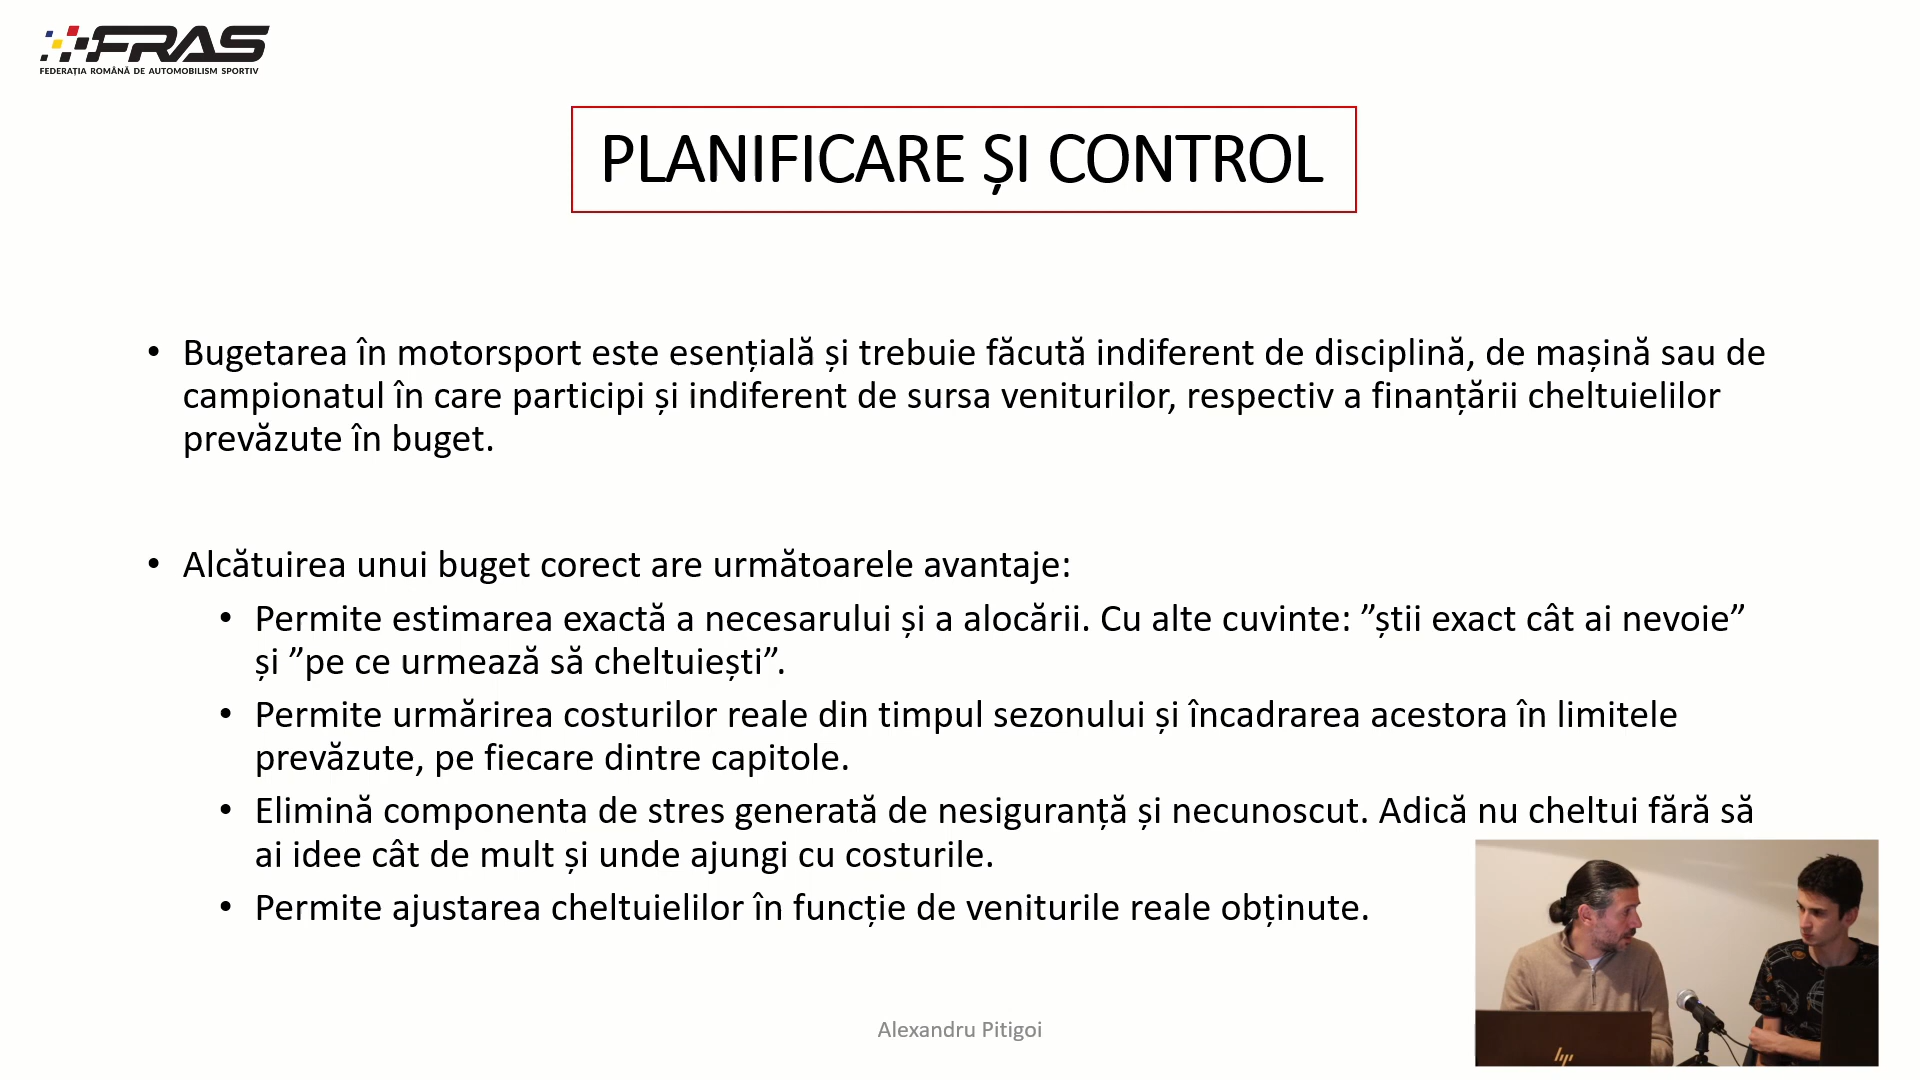 FRAS
FEDERAȚIA ROMÂNĂ DE AUTOMOBILISM SPORTIV
PLANIFICARE ȘI CONTROL
• Bugetarea în motorsport este esențială și trebuie făcută indiferent de disciplină, de mașină sau de
campionatul în care participi și indiferent de sursa veniturilor, respectiv a finanțării cheltuielilor
prevăzute în buget.
• Alcătuirea unui buget corect are următoarele avantaje:
• Permite estimarea exactă a necesarului și a alocării. Cu alte cuvinte: ”știi exact cât ai nevoie”
și ”pe ce urmează să cheltuiești”.
• Permite urmărirea costurilor reale din timpul sezonului și încadrarea acestora în limitele
prevăzute, pe fiecare dintre capitole.
• Elimină componenta de stres generată de nesiguranță și necunoscut. Adică nu cheltui fără să
ai idee cât de mult și unde ajungi cu costurile.
• Permite ajustarea cheltuielilor în funcție de veniturile reale obținute.
Alexandru Pitigoi
hp